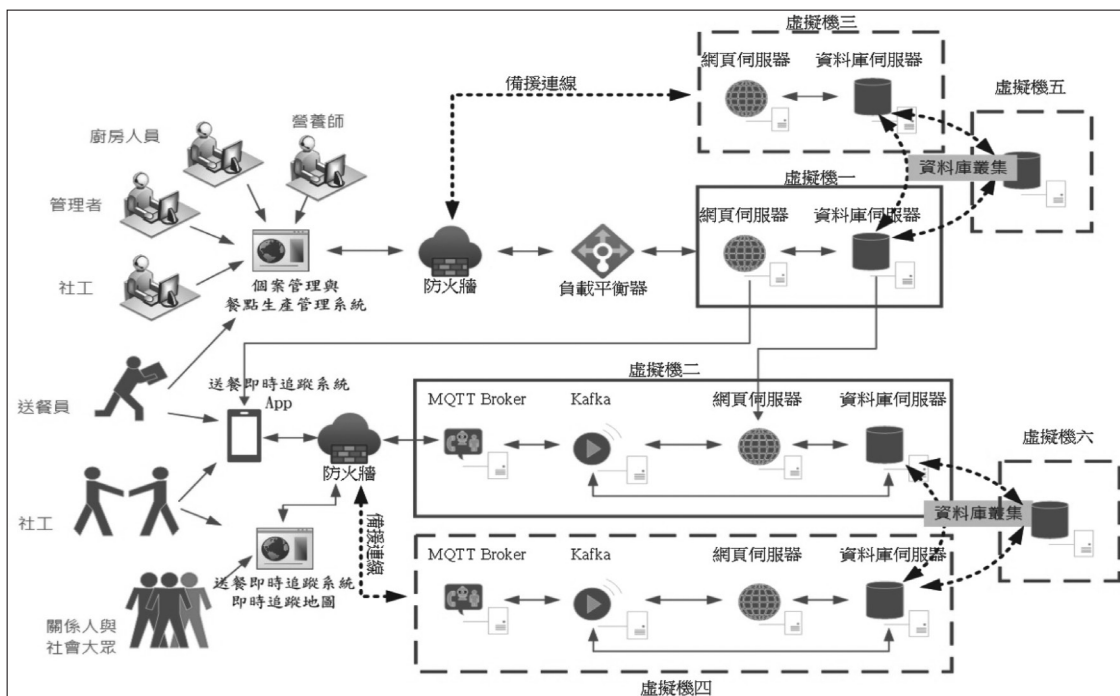 虛擬機三
網頁伺服器
資料庫伺服器
備援連線
虛擬機五
營養師
廚房人員
資料庫叢集
虛擬機一
管理者
網頁伺服器
資料庫伺服器
社工
個案管理與
餐點生產管理系統
防火牆
負載平衡器
虛擬機二
送餐即時追蹤系統
App
MQTT Broker
Kafka
網頁伺服器
資料庫伺服器
送餐員
虛擬機六
防火牆
資料庫叢集
社工
備援連線
MQTT Broker
Kafka
網頁伺服器
資料庫伺服器
送餐即時追蹤系統
即時追蹤地圖
關係人與
社會大眾
虛擬機四